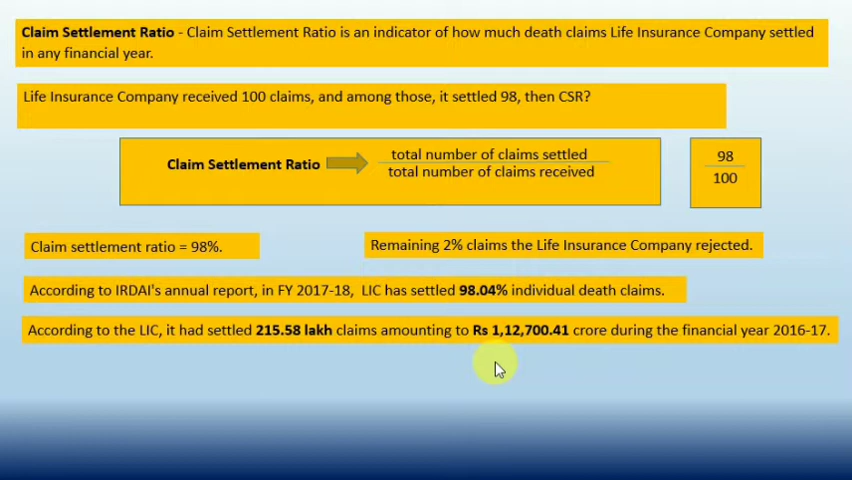 Claim Settlement Ratio - Claim Settlement Ratio is an indicator of how much death claims Life Insurance Company settled
in any financial year.
Life Insurance Company received 100 claims, and among those, it settled 98, then CSR?
Claim Settlement Ratio
total number of claims settled
total number of claims received
98
100
Claim settlement ratio = 98%.
Remaining 2% claims the Life Insurance Company rejected.
According to IRDAI's annual report, in FY 2017-18, LIC has settled 98.04% individual death claims.
According to the LIC, it had settled 215.58 lakh claims amounting to Rs 1,12,700.41 crore during the financial year 2016-17.